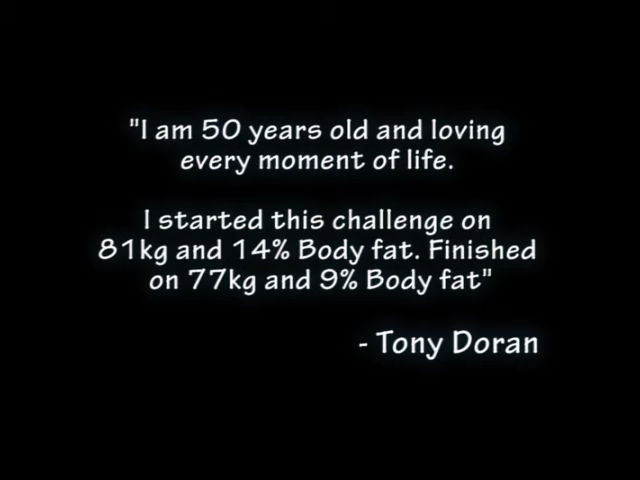 "I am 50 years old and loving
every moment of life.
I started this challenge on
81kg and 14% Body fat. Finished
on 77kg and 9% Body fat"
- Tony Doran